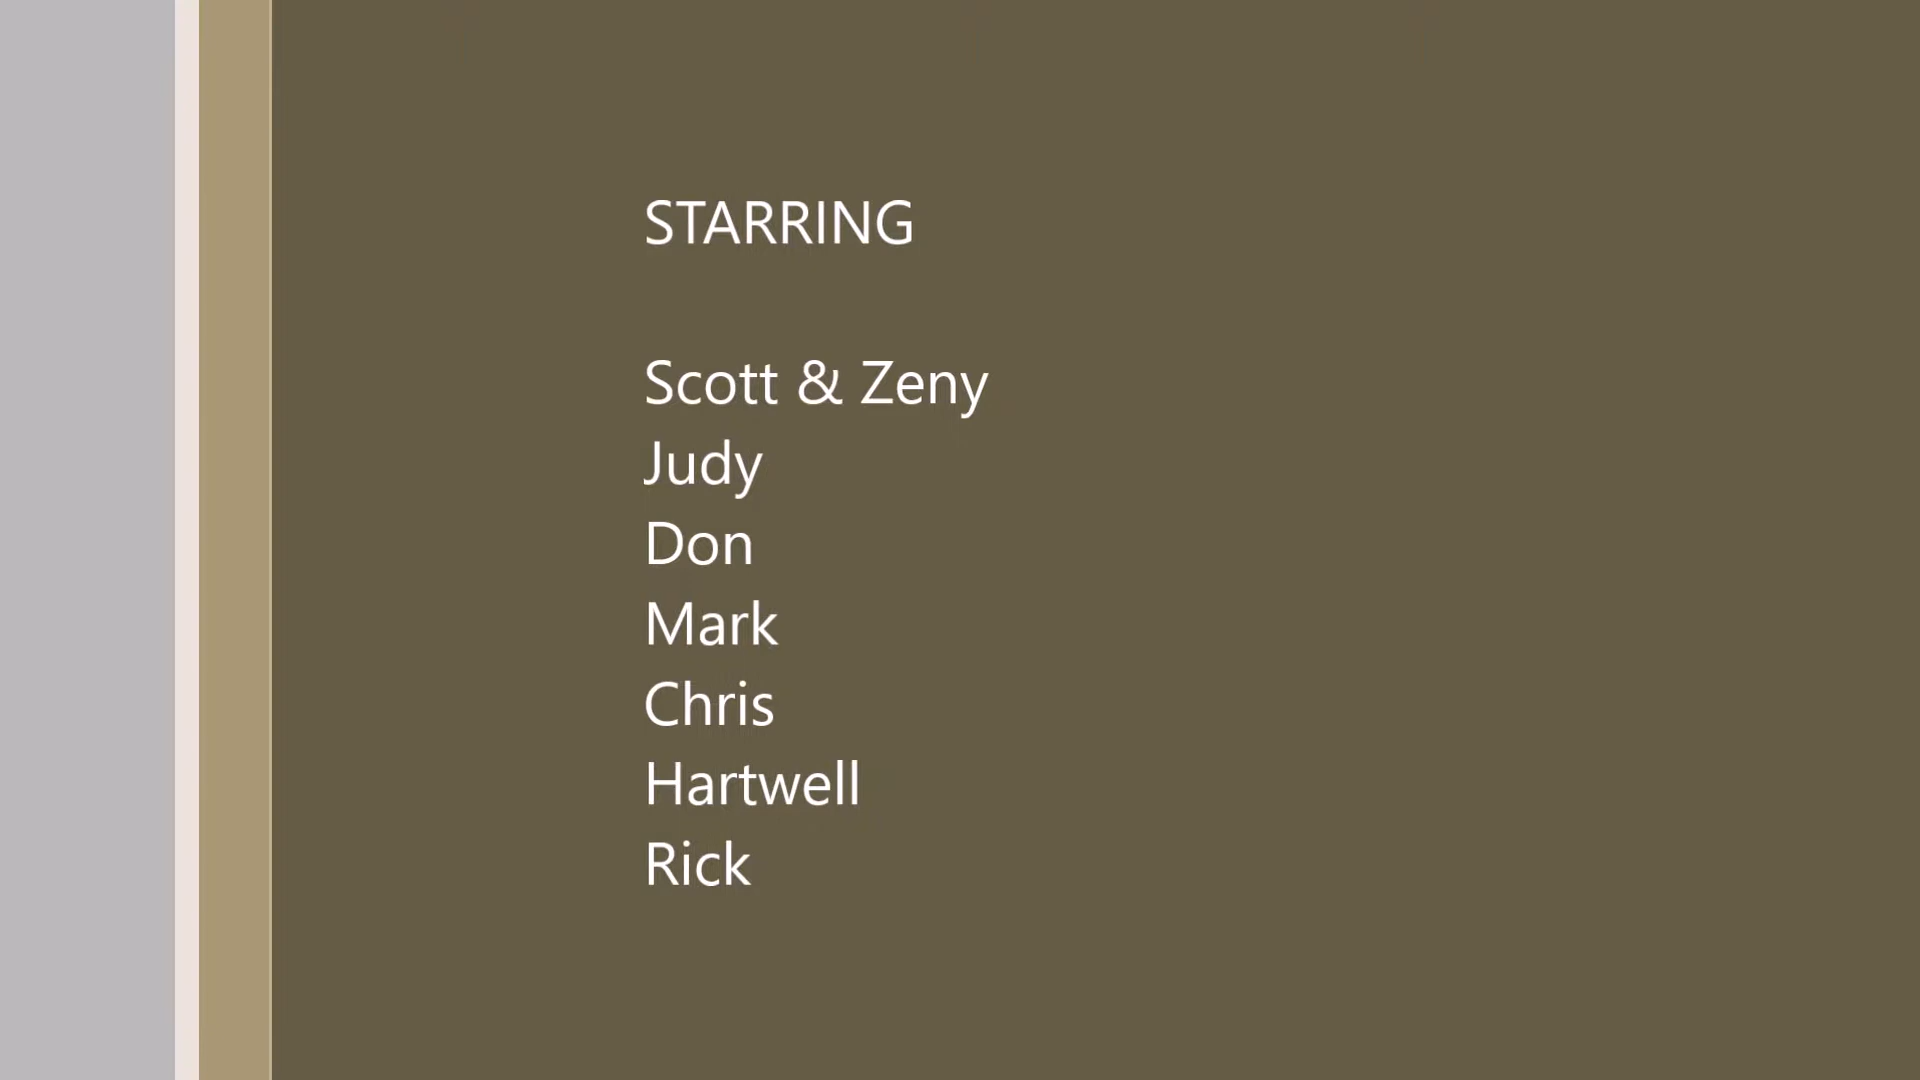 STARRING
Scott & Zeny
Judy
Don
Mark
Chris
Hartwell
Rick